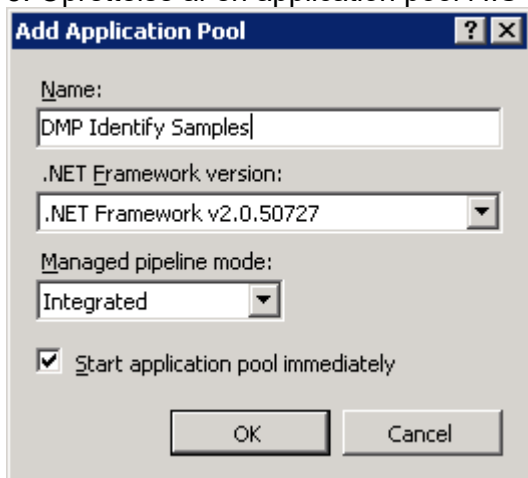 Add Application Pool
Name:
DMP Identify Samples
.NET Framework version:
.NET Framework v2.0.50727
Managed pipeline mode:
Integrated
Start application pool immediately
OK Cancel